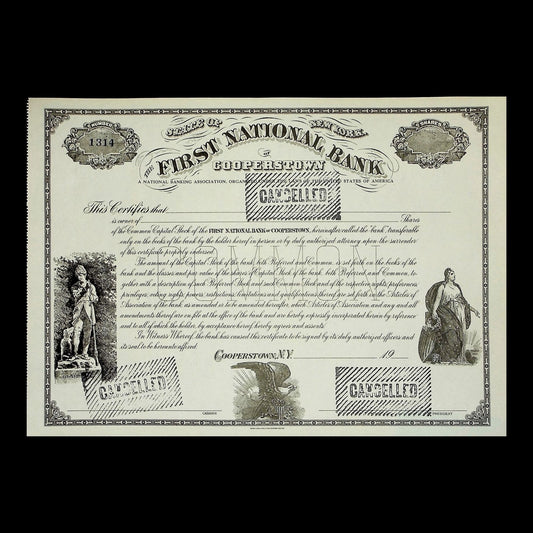 NUMBER
1314
SHARES
STATE OF NEW YORK.
THE FIRST NATIONAL BANK
OF
COOPERSTOWN
A NATIONAL BANKING ASSOCIATION, ORGANIZED STATES OF AMERICA
CANCELLED
This Certifies that Shares
is owner of
of the Common Capital Stock of the FIRST NATIONAL BANK OF COOPERSTOWN, hereinafter called the bank, transferable
only on the books of the bank by the holder hereof in person or by duly authorized attorney upon the surrender
of this certificate properly endorsed.
The amount of the Capital Stock of the bank, both Preferred and Common, is set forth on the books of the
bank and the classes and par value of the shares of Capital Stock of the bank, both Preferred and Common, to-
gether with a description of such Preferred Stock and such Common Stock and of the respective rights, preferences
privileges, voting rights, powers, restrictions, limitations and qualifications thereof, are set forth in the Articles of
Association of the bank as amended or as to be amended hereafter, which Articles of Association and any and all
amendments thereof are on file at the office of the bank and are hereby expressly incorporated herein by reference
and to all of which the holder, by acceptance hereof, hereby agrees and assents.
In Witness Whereof, the bank has caused this certificate to be signed by its duly authorized officers and
its seal to be hereunto affixed.
COOPERSTOWN, N.Y. 19
CANCELLED
CANCELLED
CASHIER
PRESIDENT